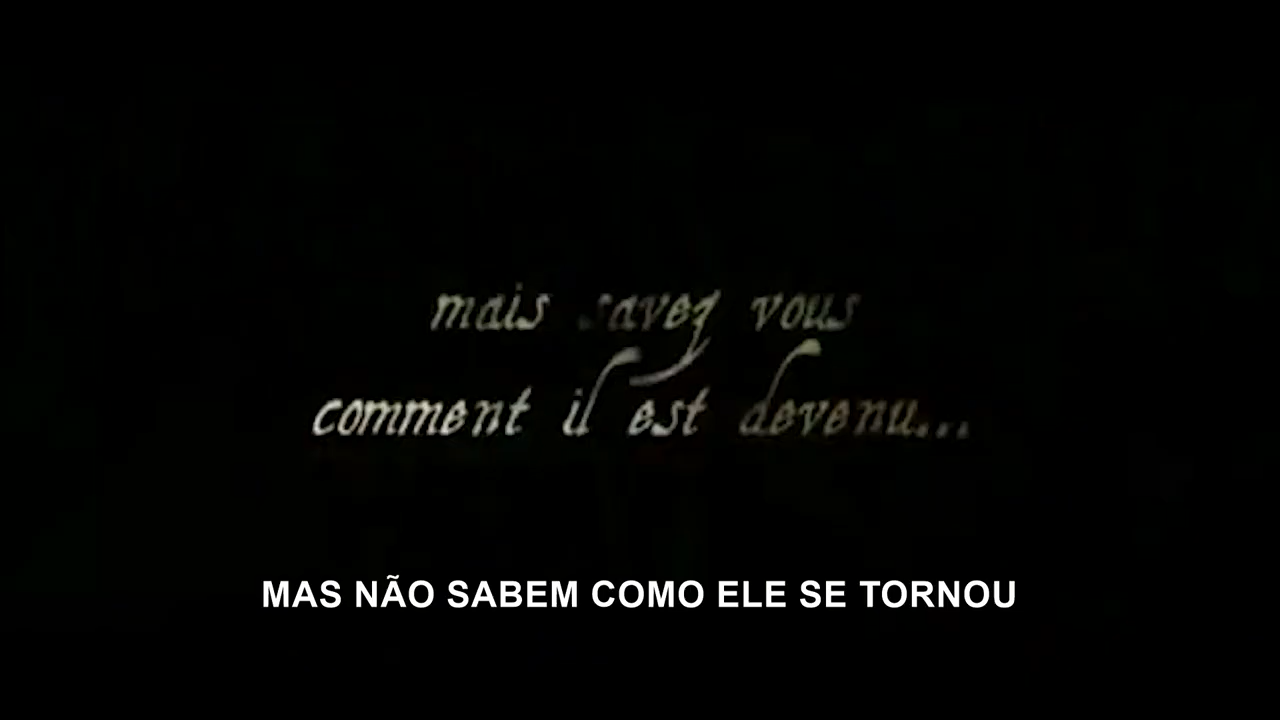 mais savez vous
comment il est devenu...
MAS NÃO SABEM COMO ELE SE TORNOU